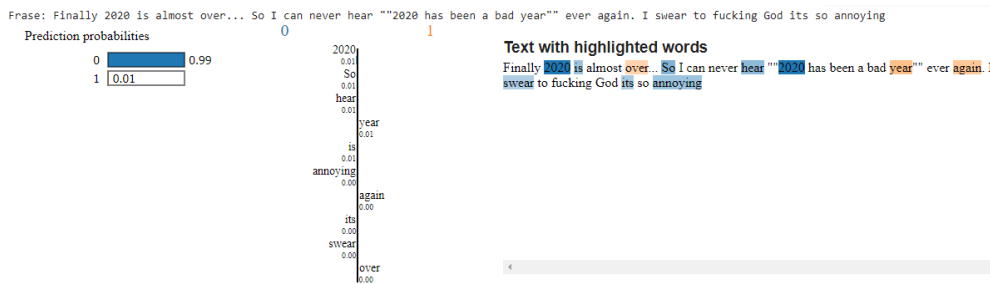 Frase: Finally 2020 is almost over... So I can never hear ""2020 has been a bad year"" ever again. I swear to fucking God its so annoying
Prediction probabilities
0 0.99
1 0.01
0 1
2020
0.01
So
0.01
hear
0.01
year
0.01
is
0.01
annoying
0.00
again
0.00
its
0.00
swear
0.00
over
0.00
Text with highlighted words
Finally 2020 is almost over... So I can never hear ""2020 has been a bad year"" ever again. I
swear to fucking God its so annoying